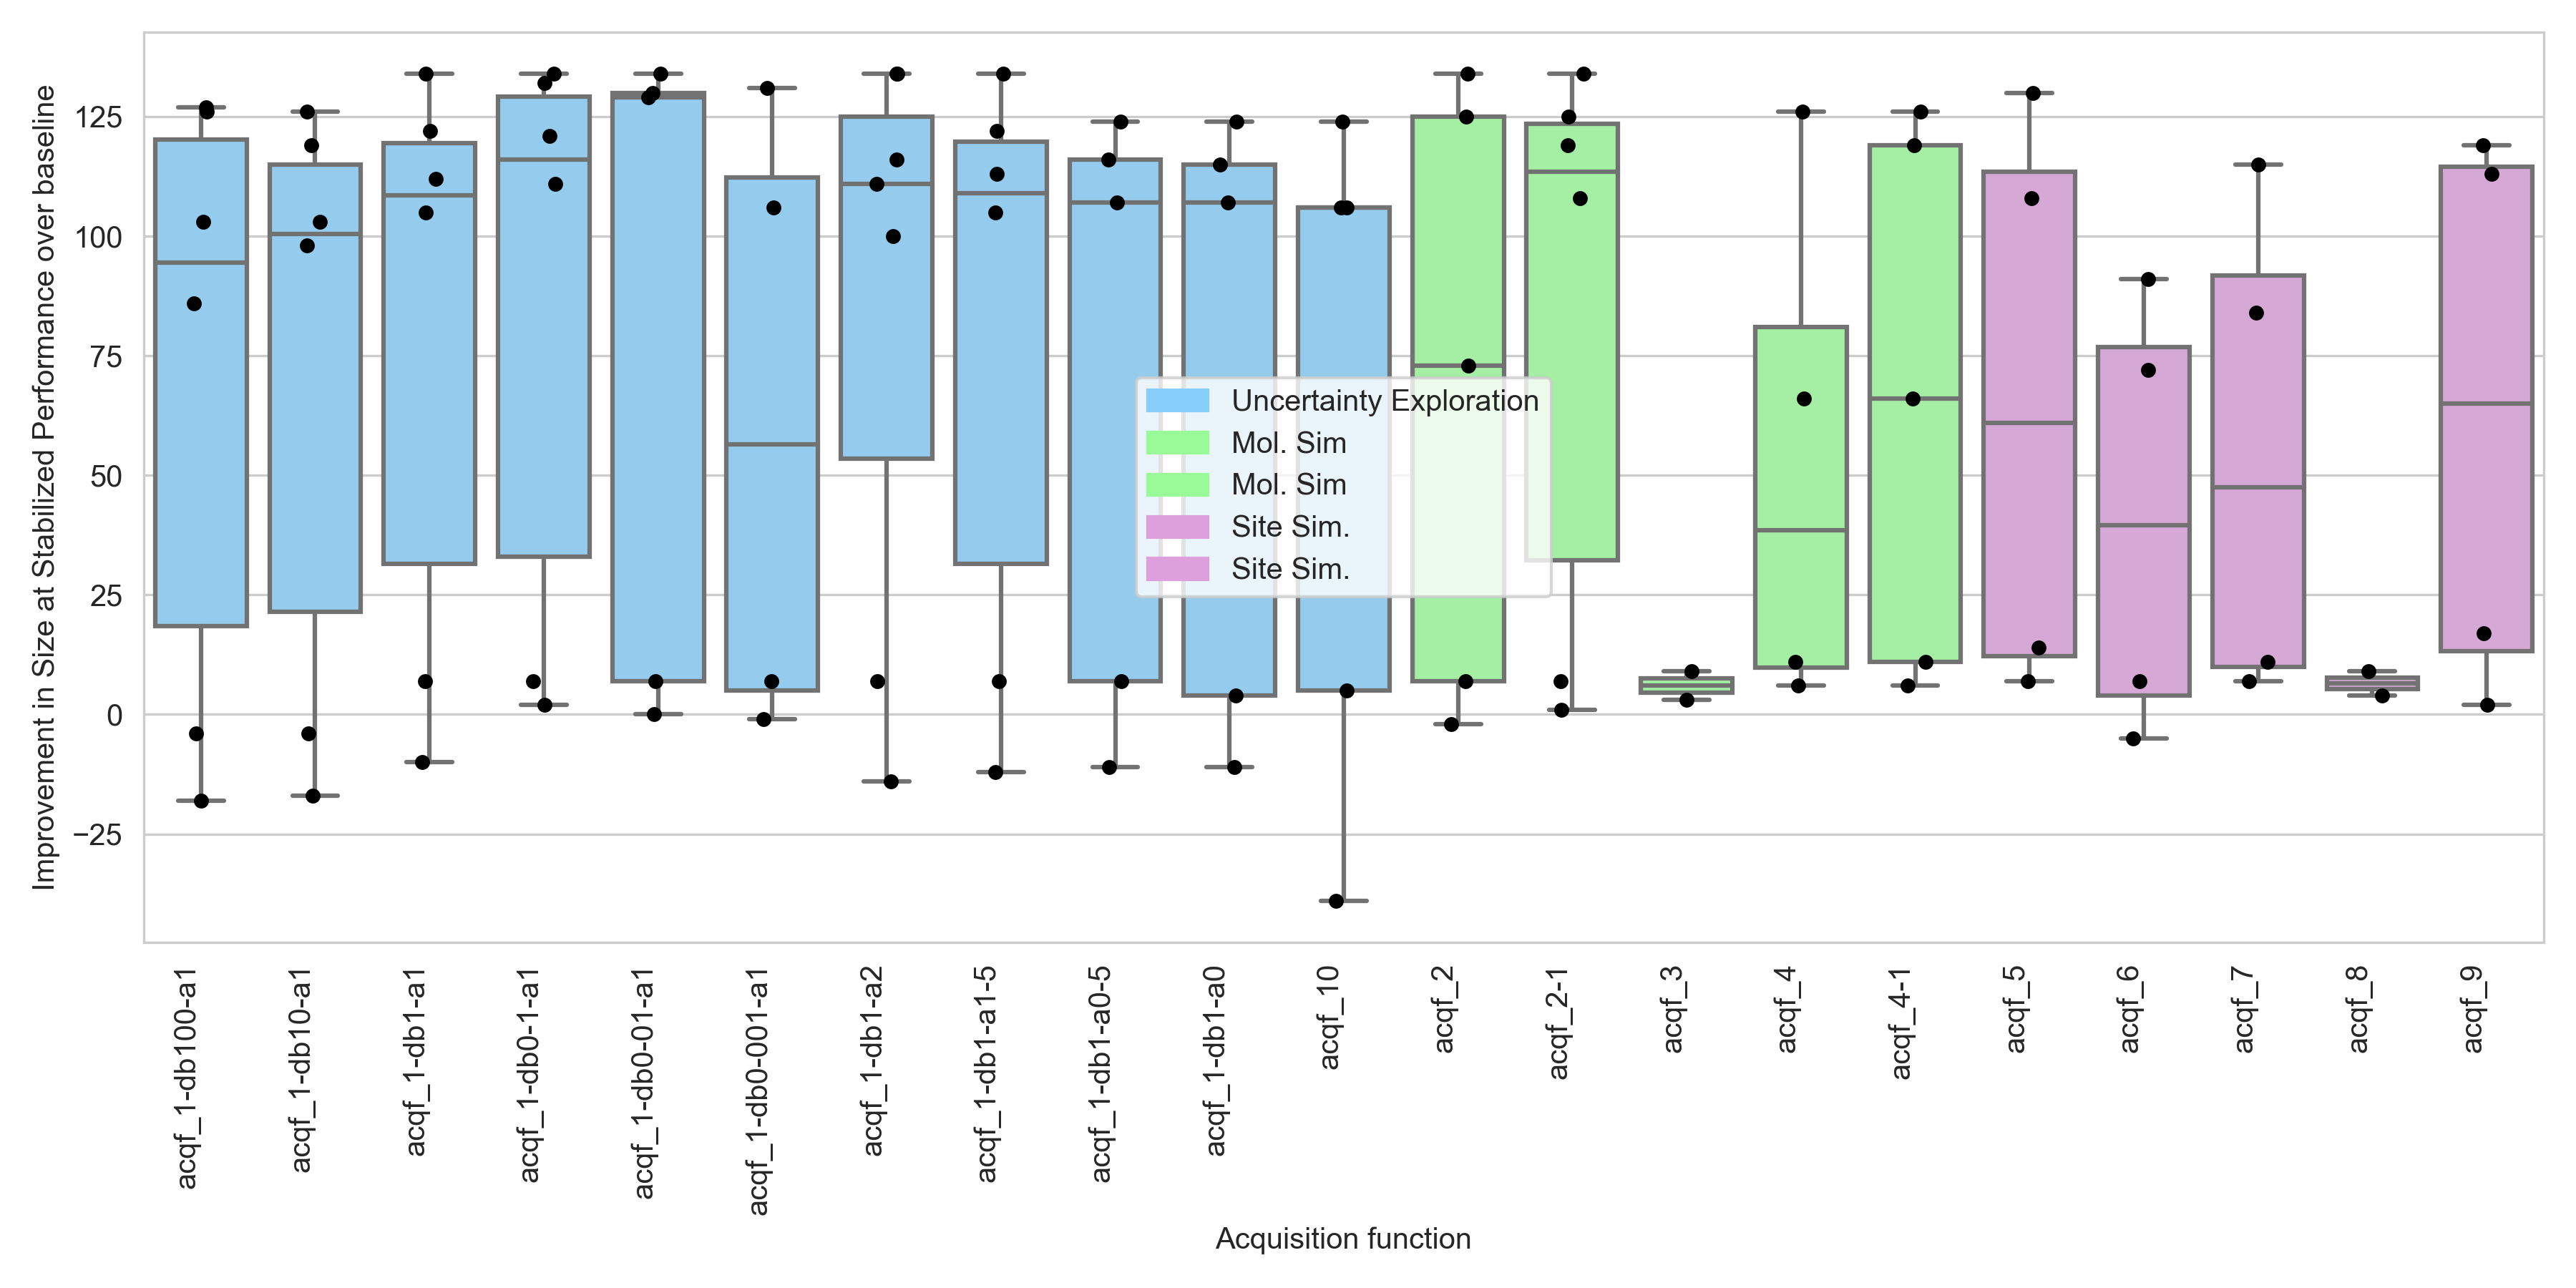 Improvement in Size at Stabilized Performance over baseline
125
100
75
50
25
0
−25
Uncertainty Exploration
Mol. Sim
Mol. Sim
Site Sim.
Site Sim.
acqf_1-db100-a1
acqf_1-db10-a1
acqf_1-db1-a1
acqf_1-db0-1-a1
acqf_1-db0-01-a1
acqf_1-db0-001-a1
acqf_1-db1-a2
acqf_1-db1-a1-5
acqf_1-db1-a0-5
acqf_1-db1-a0
acqf_10
acqf_2
acqf_2-1
acqf_3
acqf_4
acqf_4-1
acqf_5
acqf_6
acqf_7
acqf_8
acqf_9
Acquisition function